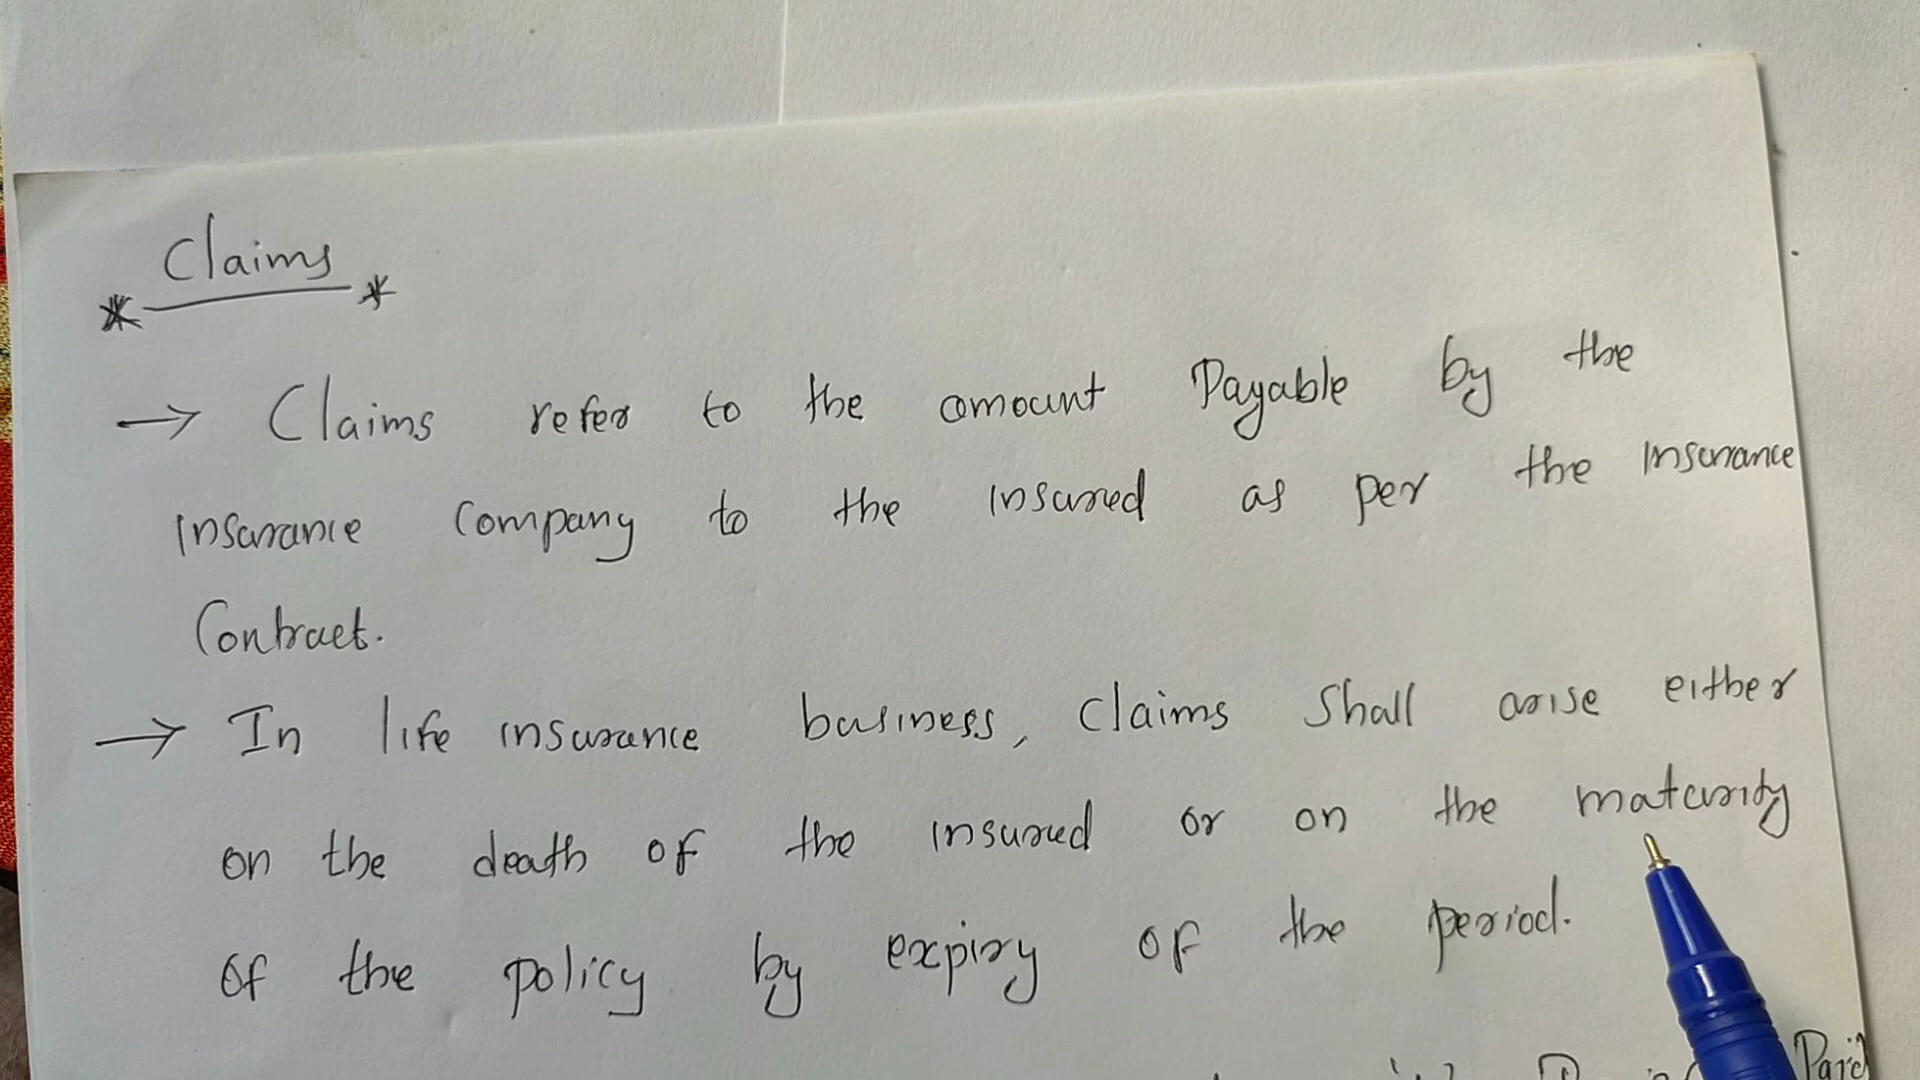 Claims
→ Claims refer to the amount Payable by the
insurance Company to the insured as per the insurance
Contract.
→ In life insurance business, Claims Shall arise either
on the death of the insured or on the maturity
of the policy by expiry of the period.
Paid